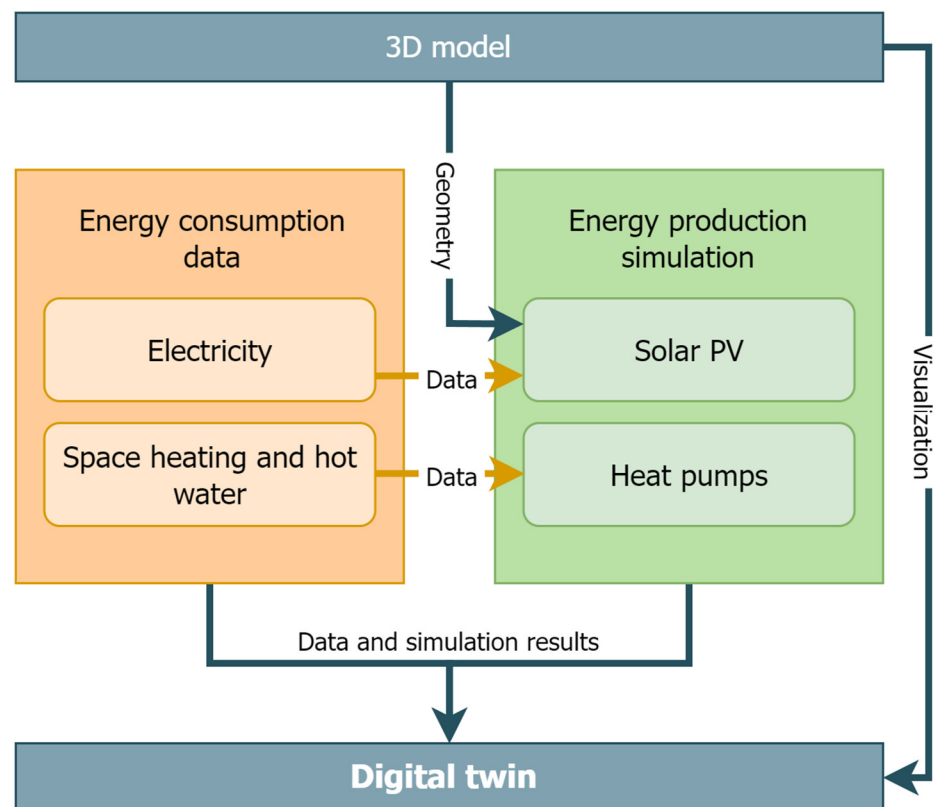 3D model
Geometry
Energy consumption
data
Energy production
simulation
Electricity
Data
Solar PV
Space heating and hot
water
Data
Heat pumps
Visualization
Data and simulation results
Digital twin